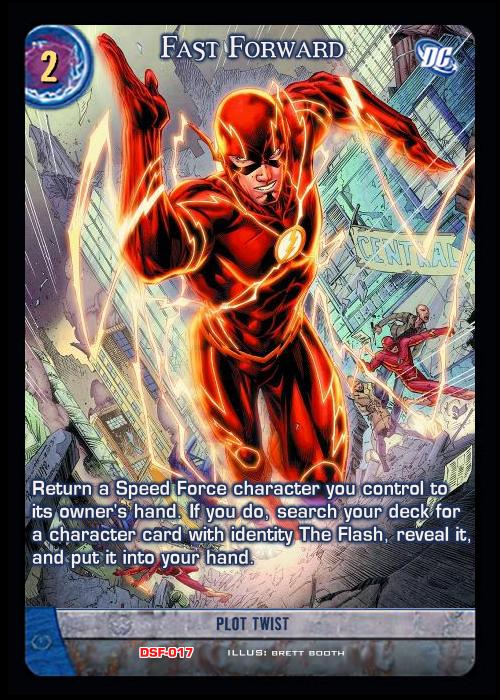 2
Fast Forward
DC
CENTRAL
Return a Speed Force character you control to
its owner's hand. If you do, search your deck for
a character card with identity The Flash, reveal it,
and put it into your hand.
PLOT TWIST
DSF-017 ILLUS: BRETT BOOTH